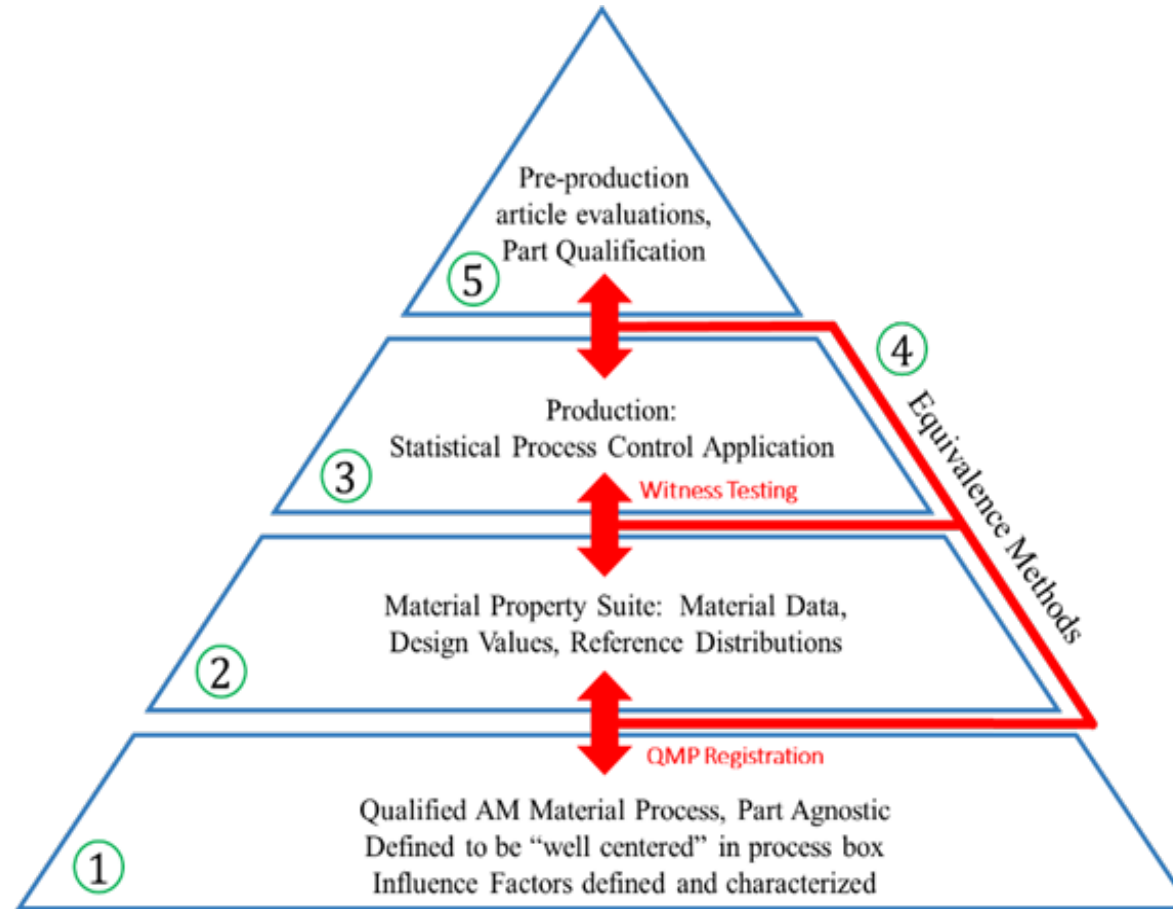 Pre-production
article evaluations,
Part Qualification
5
4
Equivalence Methods
Production:
Statistical Process Control Application
3
Witness Testing
Material Property Suite: Material Data,
Design Values, Reference Distributions
2
QMP Registration
Qualified AM Material Process, Part Agnostic
Defined to be “well centered” in process box
Influence Factors defined and characterized
1